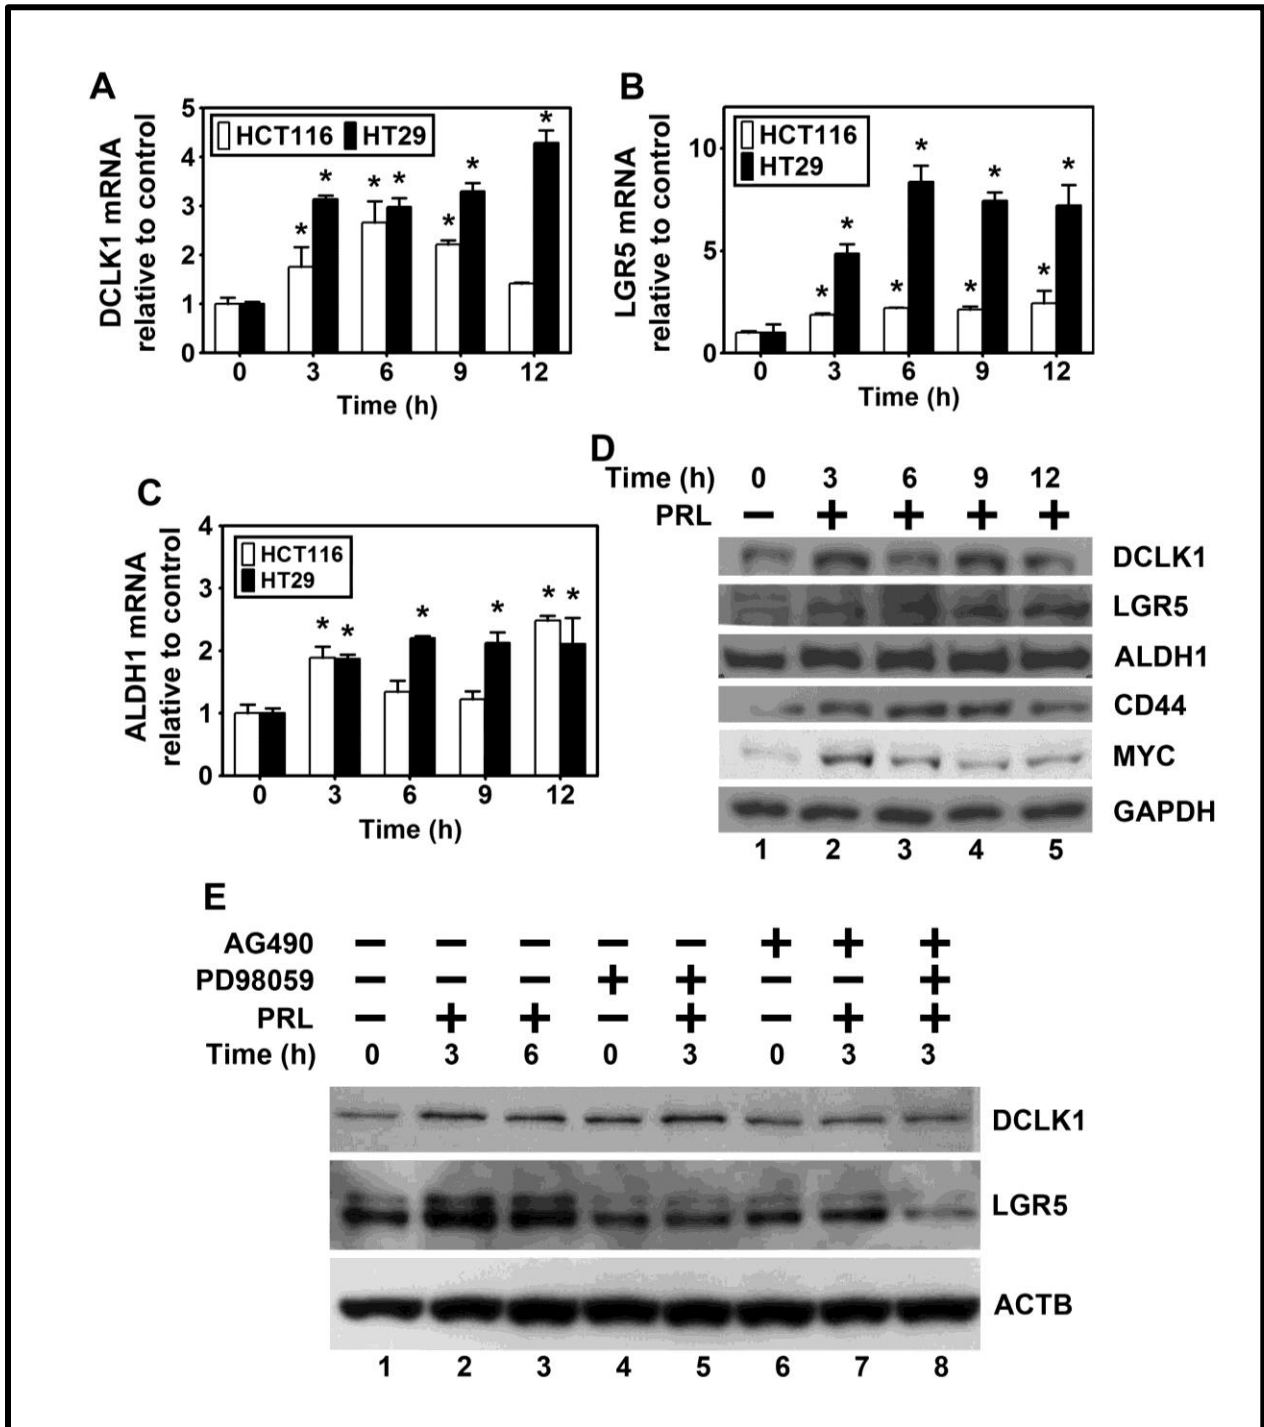 A
DCLK1 mRNA
relative to control
5
4
3
2
1
0
HCT116 HT29
* * * * * * *
0 3 6 9 12
Time (h)
B
LGR5 mRNA
relative to control
10
5
0
HCT116
HT29
* * * * * * * *
0 3 6 9 12
Time (h)
C
ALDH1 mRNA
relative to control
4
3
2
1
0
HCT116
HT29
* * * * * *
0 3 6 9 12
Time (h)
D
Time (h) 0 3 6 9 12
PRL − + + + +
DCLK1
LGR5
ALDH1
CD44
MYC
GAPDH
1 2 3 4 5
E
AG490 − − − − − + + +
PD98059 − − − + + − − +
PRL − + + − + − + +
Time (h) 0 3 6 0 3 0 3 3
DCLK1
LGR5
ACTB
1 2 3 4 5 6 7 8